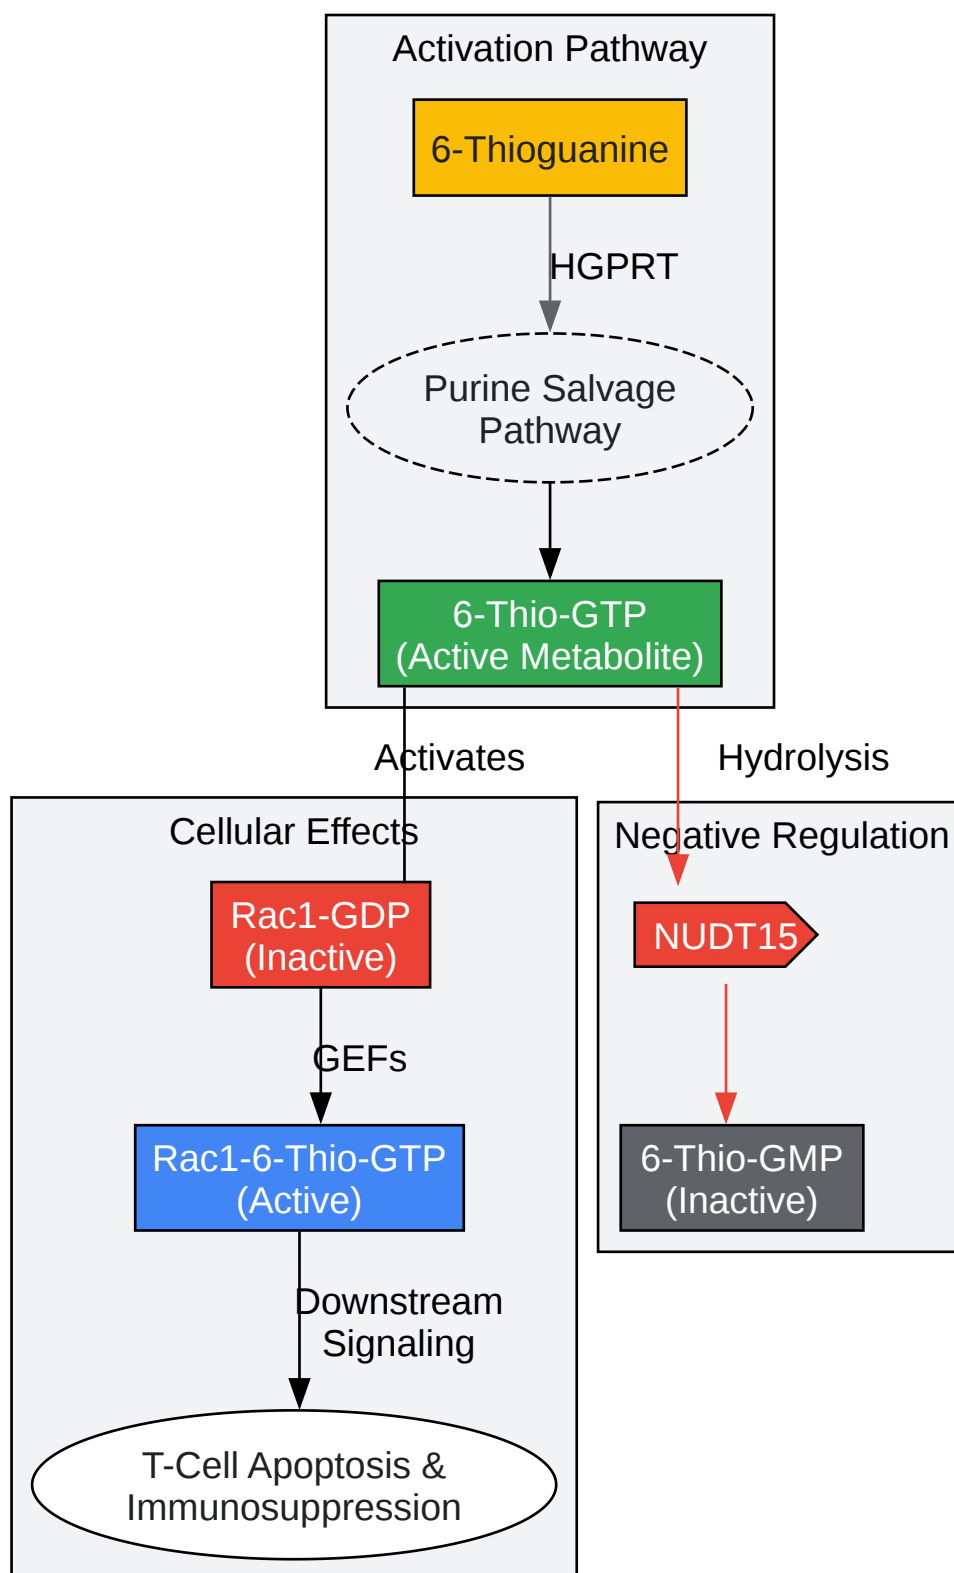 Activation Pathway
6-Thioguanine
HGPRT
Purine Salvage
Pathway
6-Thio-GTP
(Active Metabolite)
Activates
Hydrolysis
Cellular Effects
Negative Regulation
Rac1-GDP
(Inactive)
NUDT15
GEFs
Rac1-6-Thio-GTP
(Active)
6-Thio-GMP
(Inactive)
Downstream
Signaling
T-Cell Apoptosis &
Immunosuppression